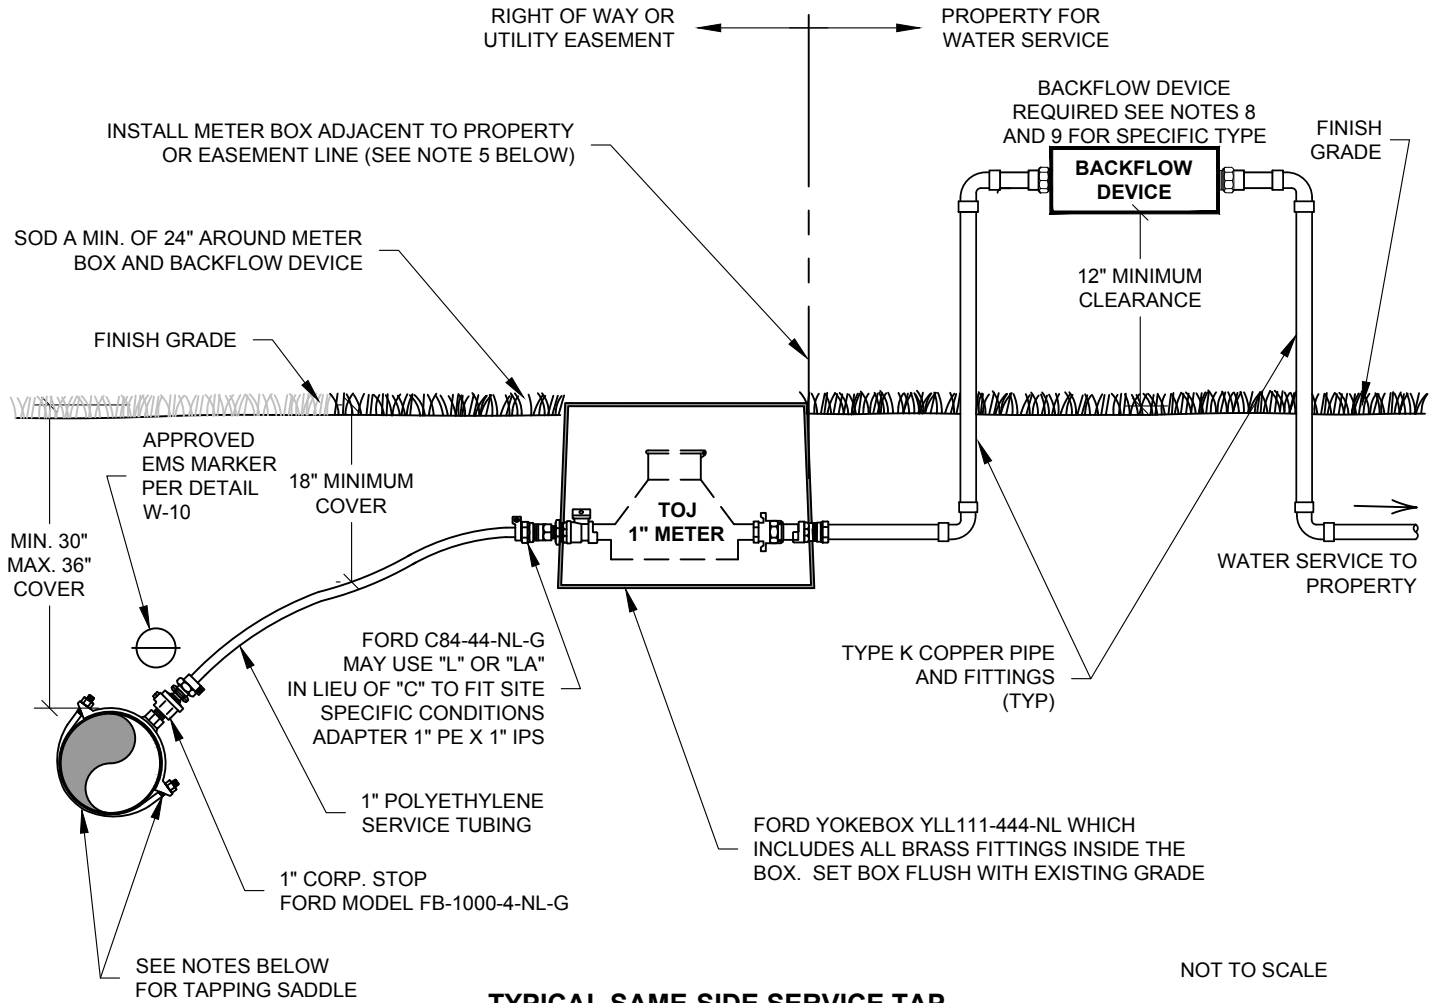 RIGHT OF WAY OR
UTILITY EASEMENT
PROPERTY FOR
WATER SERVICE
BACKFLOW DEVICE
REQUIRED SEE NOTES 8
AND 9 FOR SPECIFIC TYPE
FINISH
GRADE
INSTALL METER BOX ADJACENT TO PROPERTY
OR EASEMENT LINE (SEE NOTE 5 BELOW)
BACKFLOW
DEVICE
SOD A MIN. OF 24" AROUND METER
BOX AND BACKFLOW DEVICE
12" MINIMUM
CLEARANCE
FINISH GRADE
APPROVED
EMS MARKER
PER DETAIL
W-10
18" MINIMUM
COVER
TOJ
1" METER
MIN. 30"
MAX. 36"
COVER
WATER SERVICE TO
PROPERTY
FORD C84-44-NL-G
MAY USE "L" OR "LA"
IN LIEU OF "C" TO FIT SITE
SPECIFIC CONDITIONS
ADAPTER 1" PE X 1" IPS
TYPE K COPPER PIPE
AND FITTINGS
(TYP)
1" POLYETHYLENE
SERVICE TUBING
FORD YOKEBOX YLL111-444-NL WHICH
INCLUDES ALL BRASS FITTINGS INSIDE THE
BOX.  SET BOX FLUSH WITH EXISTING GRADE
1" CORP. STOP
FORD MODEL FB-1000-4-NL-G
SEE NOTES BELOW
FOR TAPPING SADDLE
NOT TO SCALE
TYPICAL SAME SIDE SERVICE TAP